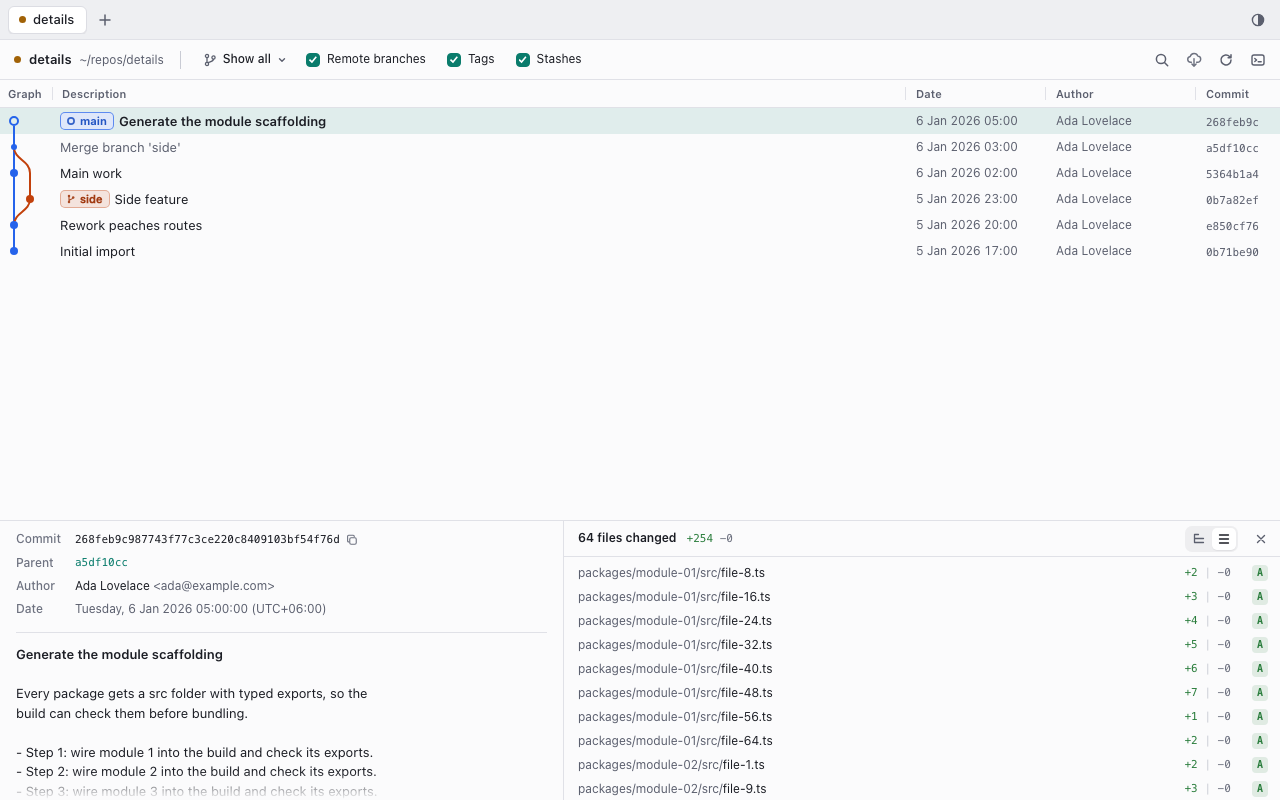 details
details ~/repos/details Show all Remote branches Tags Stashes
Graph Description Date Author Commit
main Generate the module scaffolding 6 Jan 2026 05:00 Ada Lovelace 268feb9c
Merge branch 'side' 6 Jan 2026 03:00 Ada Lovelace a5df10cc
Main work 6 Jan 2026 02:00 Ada Lovelace 5364b1a4
side Side feature 5 Jan 2026 23:00 Ada Lovelace 0b7a82ef
Rework peaches routes 5 Jan 2026 20:00 Ada Lovelace e850cf76
Initial import 5 Jan 2026 17:00 Ada Lovelace 0b71be90
Commit 268feb9c987743f77c3ce220c8409103bf54f76d
Parent a5df10cc
Author Ada Lovelace <ada@example.com>
Date Tuesday, 6 Jan 2026 05:00:00 (UTC+06:00)
Generate the module scaffolding
Every package gets a src folder with typed exports, so the
build can check them before bundling.
- Step 1: wire module 1 into the build and check its exports.
- Step 2: wire module 2 into the build and check its exports.
- Step 3: wire module 3 into the build and check its exports.
64 files changed +254 −0
packages/module-01/src/file-8.ts +2 | −0 A
packages/module-01/src/file-16.ts +3 | −0 A
packages/module-01/src/file-24.ts +4 | −0 A
packages/module-01/src/file-32.ts +5 | −0 A
packages/module-01/src/file-40.ts +6 | −0 A
packages/module-01/src/file-48.ts +7 | −0 A
packages/module-01/src/file-56.ts +1 | −0 A
packages/module-01/src/file-64.ts +2 | −0 A
packages/module-02/src/file-1.ts +2 | −0 A
packages/module-02/src/file-9.ts +3 | −0 A